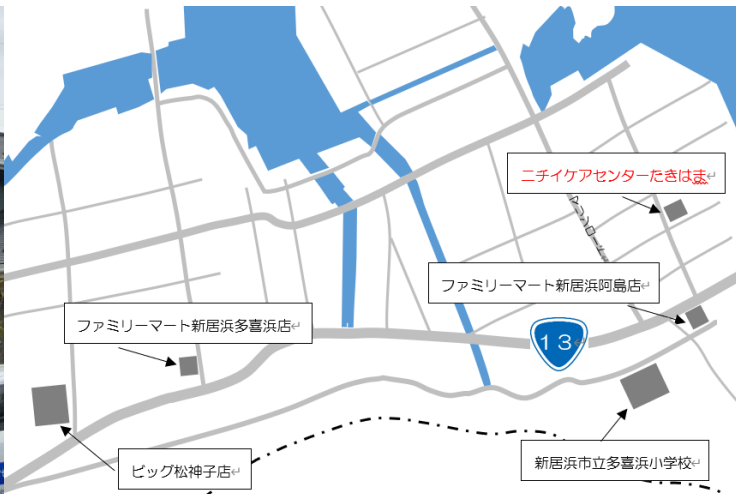 ニチイケアセンターたきはま
マリンロード
ファミリーマート新居浜阿島店
ファミリーマート新居浜多喜浜店
13
ビッグ松神子店
新居浜市立多喜浜小学校